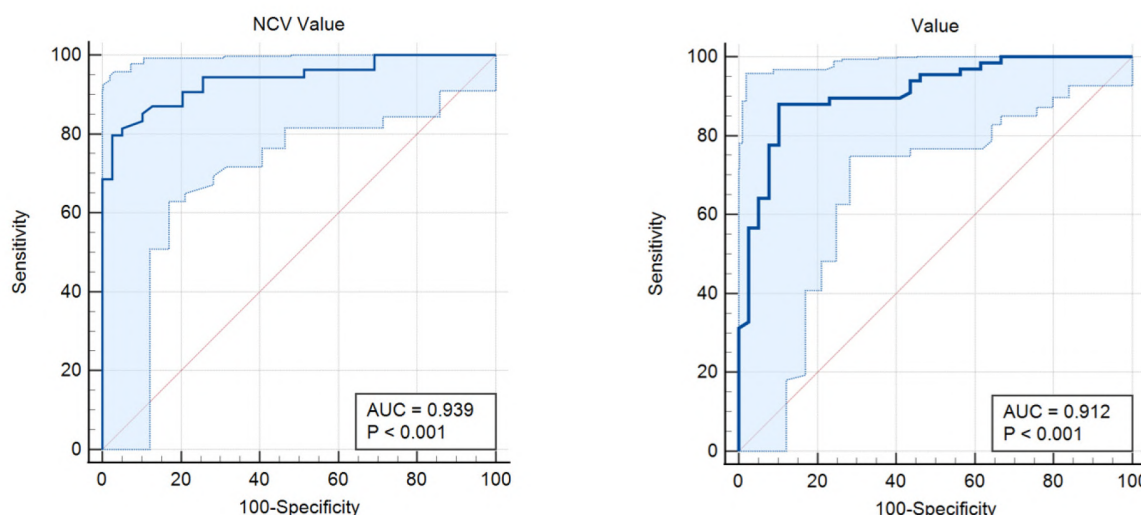 NCV Value
100
80
60
40
20
0
Sensitivity
AUC = 0.939
P < 0.001
0 20 40 60 80 100
100-Specificity
Value
100
80
60
40
20
0
Sensitivity
AUC = 0.912
P < 0.001
0 20 40 60 80 100
100-Specificity